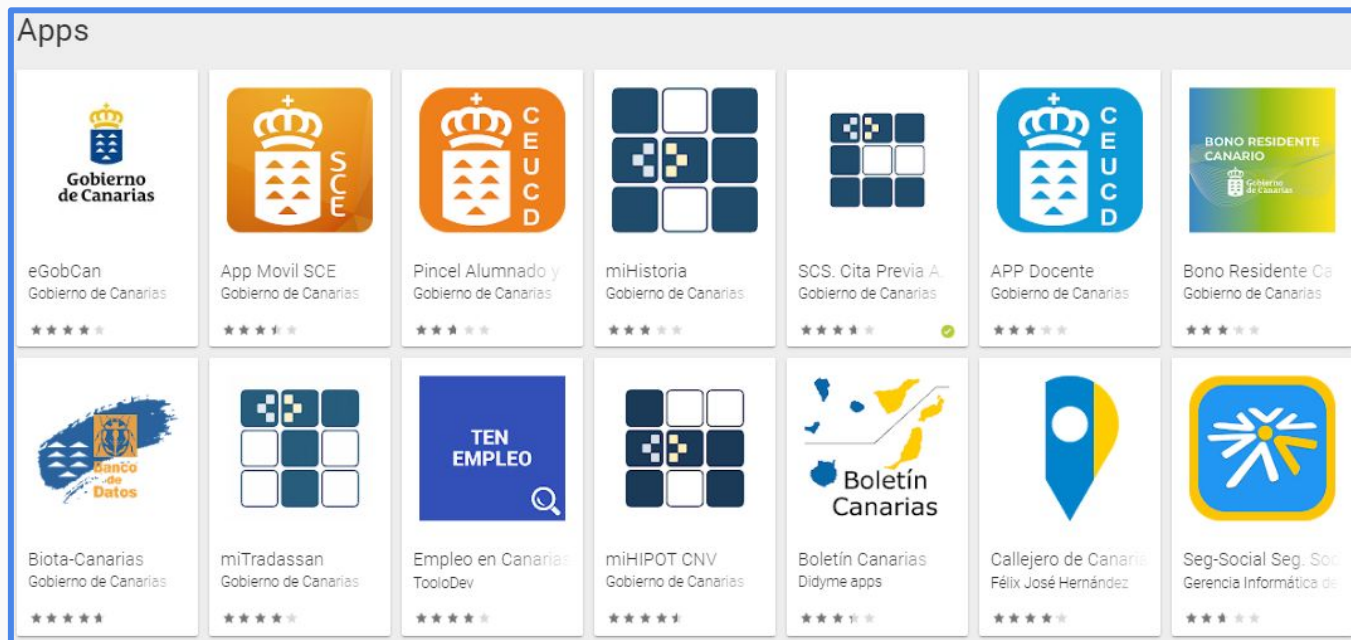 Apps
Gobierno
de Canarias
eGobCan
Gobierno de Canarias
SCE
App Movil SCE
Gobierno de Canarias
CEUCD
Pincel Alumnado y
Gobierno de Canarias
miHistoria
Gobierno de Canarias
SCS. Cita Previa A.
Gobierno de Canarias
CEUCD
APP Docente
Gobierno de Canarias
BONO RESIDENTE
CANARIO
Gobierno
de Canarias
Bono Residente Ca
Gobierno de Canarias
Banco
de
Datos
Biota-Canarias
Gobierno de Canarias
miTradassan
Gobierno de Canarias
TEN
EMPLEO
Empleo en Canarias
TooloDev
miHIPOT CNV
Gobierno de Canarias
Boletín
Canarias
Boletín Canarias
Didyme apps
Callejero de Canaria
Félix José Hernández
Seg-Social Seg. Soc
Gerencia Informática de